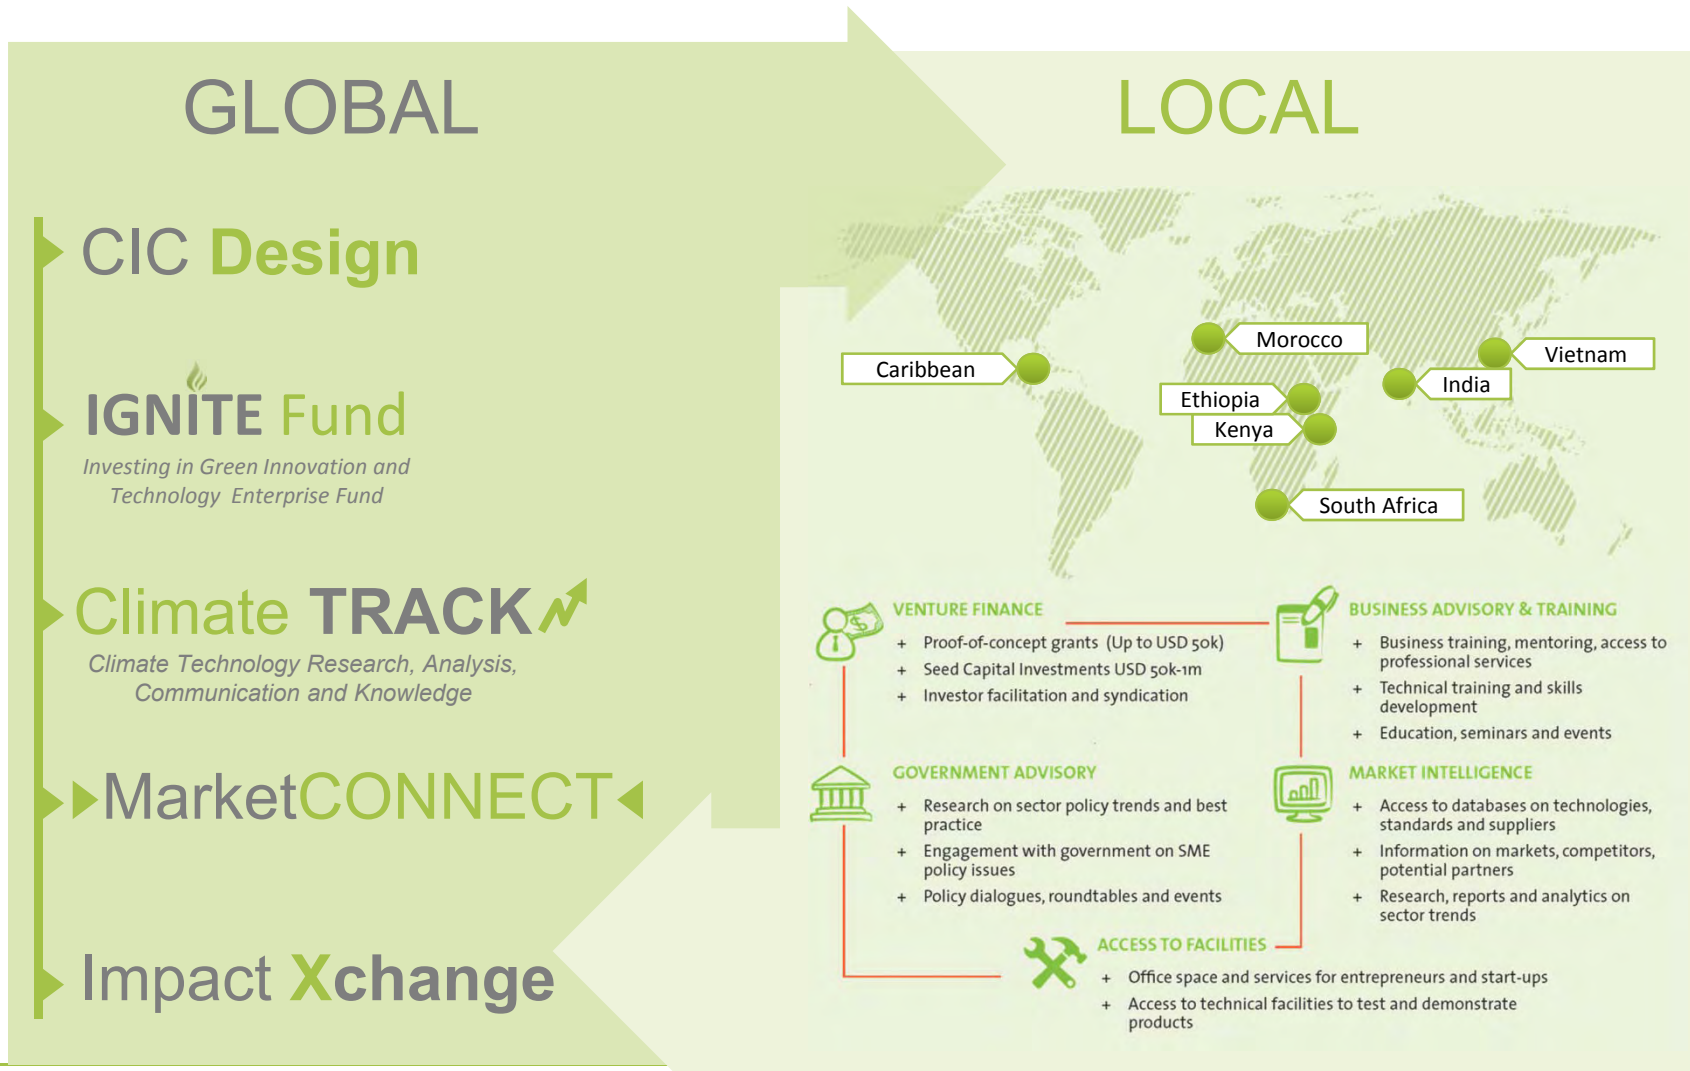 GLOBAL
CIC Design
IGNITE Fund
Investing in Green Innovation and
Technology Enterprise Fund
Climate TRACK
Climate Technology Research, Analysis,
Communication and Knowledge
MarketCONNECT
Impact Xchange
LOCAL
Caribbean
Morocco
Vietnam
India
Ethiopia
Kenya
South Africa
VENTURE FINANCE
+ Proof-of-concept grants (Up to USD 50k)
+ Seed Capital Investments USD 50k-1m
+ Investor facilitation and syndication
BUSINESS ADVISORY & TRAINING
+ Business training, mentoring, access to
professional services
+ Technical training and skills
development
+ Education, seminars and events
GOVERNMENT ADVISORY
+ Research on sector policy trends and best
practice
+ Engagement with government on SME
policy issues
+ Policy dialogues, roundtables and events
MARKET INTELLIGENCE
+ Access to databases on technologies,
standards and suppliers
+ Information on markets, competitors,
potential partners
+ Research, reports and analytics on
sector trends
ACCESS TO FACILITIES
+ Office space and services for entrepreneurs and start-ups
+ Access to technical facilities to test and demonstrate
products